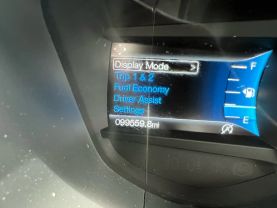 Display Mode >
Trip 1 & 2
Fuel Economy
Driver Assist
Settings
099559.8mi
F
E